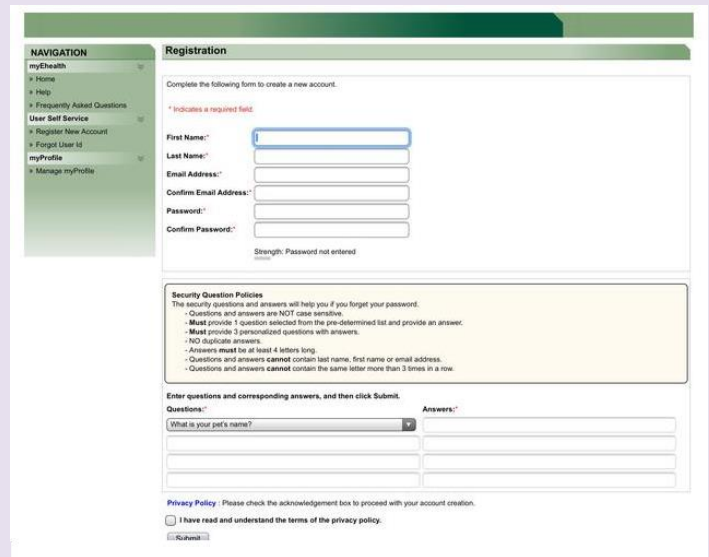 NAVIGATION
myEhealth
» Home
» Help
» Frequently Asked Questions
User Self Service
» Register New Account
» Forgot User Id
myProfile
» Manage myProfile
Registration
Complete the following form to create a new account.
* Indicates a required field.
First Name:*
Last Name:*
Email Address:*
Confirm Email Address:*
Password:*
Confirm Password:*
Strength: Password not entered
Security Question Policies
The security questions and answers will help you if you forget your password.
- Questions and answers are NOT case sensitive.
- Must provide 1 question selected from the pre-determined list and provide an answer.
- Must provide 3 personalized questions with answers.
- NO duplicate answers.
- Answers must be at least 4 letters long.
- Questions and answers cannot contain last name, first name or email address.
- Questions and answers cannot contain the same letter more than 3 times in a row.
Enter questions and corresponding answers, and then click Submit.
Questions:* Answers:*
What is your pet's name?
Privacy Policy : Please check the acknowledgement box to proceed with your account creation.
I have read and understand the terms of the privacy policy.
Submit